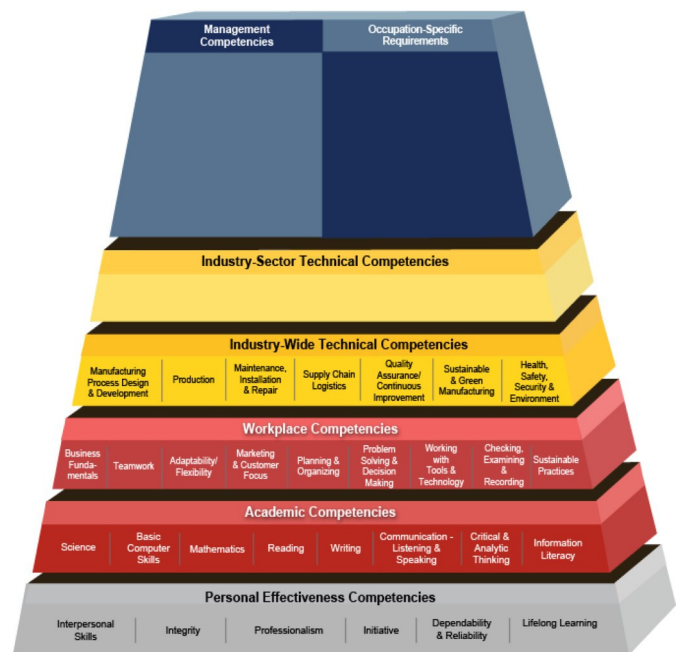 Management
Competencies
Occupation-Specific
Requirements
Industry-Sector Technical Competencies
Industry-Wide Technical Competencies
Manufacturing
Process Design
& Development
Production
Maintenance,
Installation
& Repair
Supply Chain
Logistics
Quality
Assurance/
Continuous
Improvement
Sustainable
& Green
Manufacturing
Health,
Safety,
Security &
Environment
Workplace Competencies
Business
Funda-
mentals
Teamwork
Adaptability/
Flexibility
Marketing
& Customer
Focus
Planning &
Organizing
Problem
Solving &
Decision
Making
Working
with
Tools &
Technology
Checking,
Examining
&
Recording
Sustainable
Practices
Academic Competencies
Science
Basic
Computer
Skills
Mathematics
Reading
Writing
Communication -
Listening &
Speaking
Critical &
Analytic
Thinking
Information
Literacy
Personal Effectiveness Competencies
Interpersonal
Skills
Integrity
Professionalism
Initiative
Dependability
& Reliability
Lifelong Learning